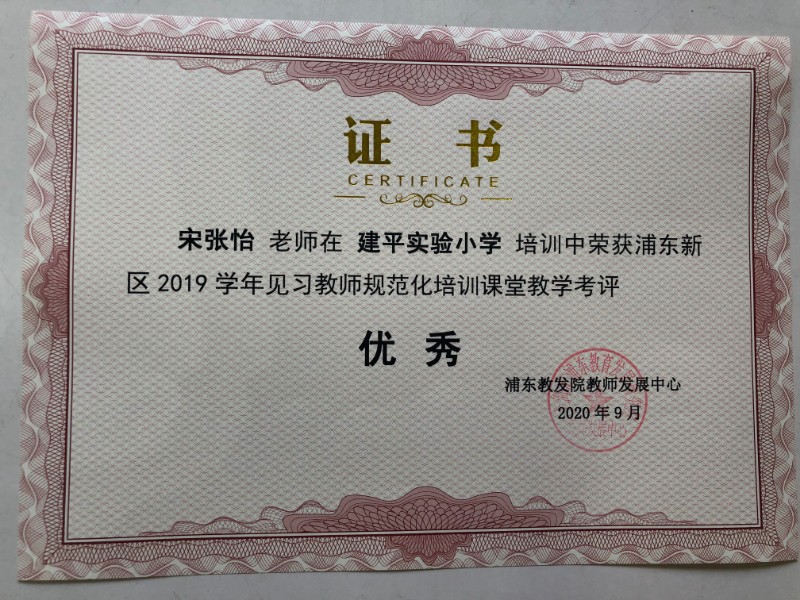 证 书
CERTIFICATE
宋张怡 老师在 建平实验小学 培训中荣获浦东新
区 2019 学年见习教师规范化培训课堂教学考评
优 秀
浦东教发院教师发展中心
2020 年 9 月